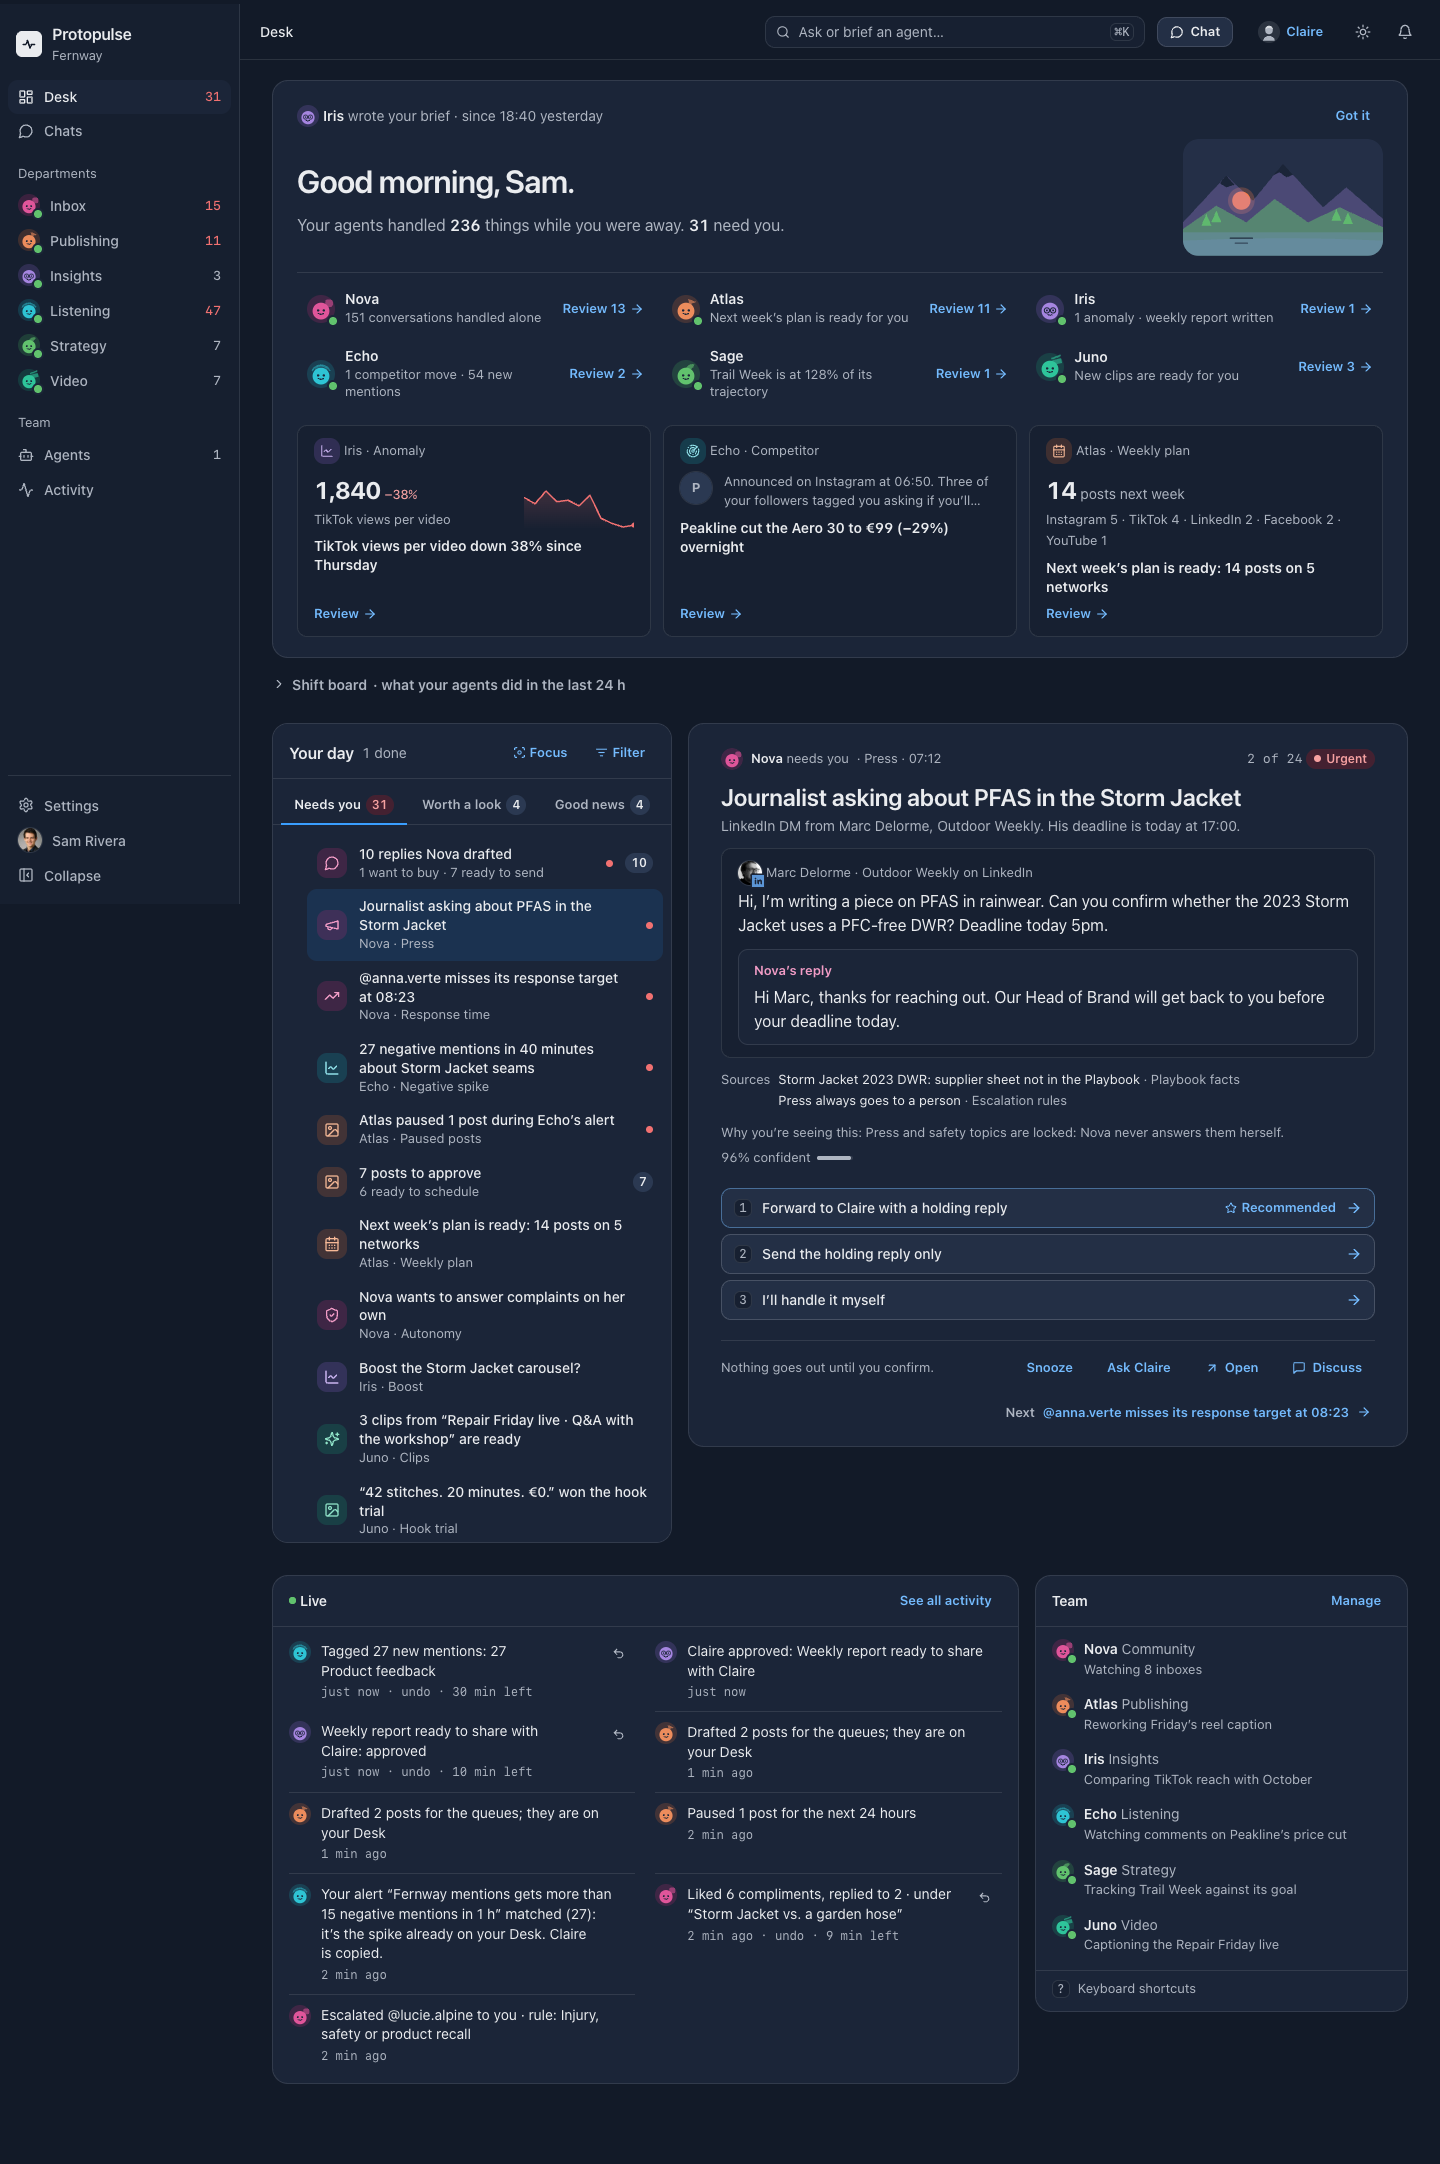 Protopulse
Fernway
Desk 31
Chats
Departments
Inbox 15
Publishing 11
Insights 3
Listening 47
Strategy 7
Video 7
Team
Agents 1
Activity
Settings
Sam Rivera
Collapse
Desk
Ask or brief an agent…
⌘K
Chat
Claire
Iris wrote your brief · since 18:40 yesterday
Got it
Good morning, Sam.
Your agents handled 236 things while you were away. 31 need you.
Nova
151 conversations handled alone
Review 13
Atlas
Next week’s plan is ready for you
Review 11
Iris
1 anomaly · weekly report written
Review 1
Echo
1 competitor move · 54 new
mentions
Review 2
Sage
Trail Week is at 128% of its
trajectory
Review 1
Juno
New clips are ready for you
Review 3
Iris · Anomaly
1,840 −38%
TikTok views per video
TikTok views per video down 38% since
Thursday
Review
Echo · Competitor
P
Announced on Instagram at 06:50. Three of
your followers tagged you asking if you’ll…
Peakline cut the Aero 30 to €99 (−29%)
overnight
Review
Atlas · Weekly plan
14 posts next week
Instagram 5 · TikTok 4 · LinkedIn 2 · Facebook 2 ·
YouTube 1
Next week’s plan is ready: 14 posts on 5
networks
Review
Shift board · what your agents did in the last 24 h
Your day 1 done
Focus
Filter
Needs you 31
Worth a look 4
Good news 4
10 replies Nova drafted
1 want to buy · 7 ready to send
10
Journalist asking about PFAS in the
Storm Jacket
Nova · Press
@anna.verte misses its response target
at 08:23
Nova · Response time
27 negative mentions in 40 minutes
about Storm Jacket seams
Echo · Negative spike
Atlas paused 1 post during Echo’s alert
Atlas · Paused posts
7 posts to approve
6 ready to schedule
7
Next week’s plan is ready: 14 posts on 5
networks
Atlas · Weekly plan
Nova wants to answer complaints on her
own
Nova · Autonomy
Boost the Storm Jacket carousel?
Iris · Boost
3 clips from “Repair Friday live · Q&A with
the workshop” are ready
Juno · Clips
“42 stitches. 20 minutes. €0.” won the hook
trial
Juno · Hook trial
Nova needs you · Press · 07:12
2 of 24
Urgent
Journalist asking about PFAS in the Storm Jacket
LinkedIn DM from Marc Delorme, Outdoor Weekly. His deadline is today at 17:00.
in
Marc Delorme · Outdoor Weekly on LinkedIn
Hi, I’m writing a piece on PFAS in rainwear. Can you confirm whether the 2023 Storm
Jacket uses a PFC-free DWR? Deadline today 5pm.
Nova’s reply
Hi Marc, thanks for reaching out. Our Head of Brand will get back to you before
your deadline today.
Sources Storm Jacket 2023 DWR: supplier sheet not in the Playbook · Playbook facts
Press always goes to a person · Escalation rules
Why you’re seeing this: Press and safety topics are locked: Nova never answers them herself.
96% confident
1 Forward to Claire with a holding reply
Recommended
2 Send the holding reply only
3 I’ll handle it myself
Nothing goes out until you confirm.
Snooze
Ask Claire
Open
Discuss
Next @anna.verte misses its response target at 08:23
Live
See all activity
Tagged 27 new mentions: 27
Product feedback
just now · undo · 30 min left
Weekly report ready to share with
Claire: approved
just now · undo · 10 min left
Drafted 2 posts for the queues; they are on
your Desk
1 min ago
Your alert “Fernway mentions gets more than
15 negative mentions in 1 h” matched (27):
it’s the spike already on your Desk. Claire
is copied.
2 min ago
Escalated @lucie.alpine to you · rule: Injury,
safety or product recall
2 min ago
Claire approved: Weekly report ready to share
with Claire
just now
Drafted 2 posts for the queues; they are on
your Desk
1 min ago
Paused 1 post for the next 24 hours
2 min ago
Liked 6 compliments, replied to 2 · under
“Storm Jacket vs. a garden hose”
2 min ago · undo · 9 min left
Team
Manage
Nova Community
Watching 8 inboxes
Atlas Publishing
Reworking Friday’s reel caption
Iris Insights
Comparing TikTok reach with October
Echo Listening
Watching comments on Peakline’s price cut
Sage Strategy
Tracking Trail Week against its goal
Juno Video
Captioning the Repair Friday live
? Keyboard shortcuts